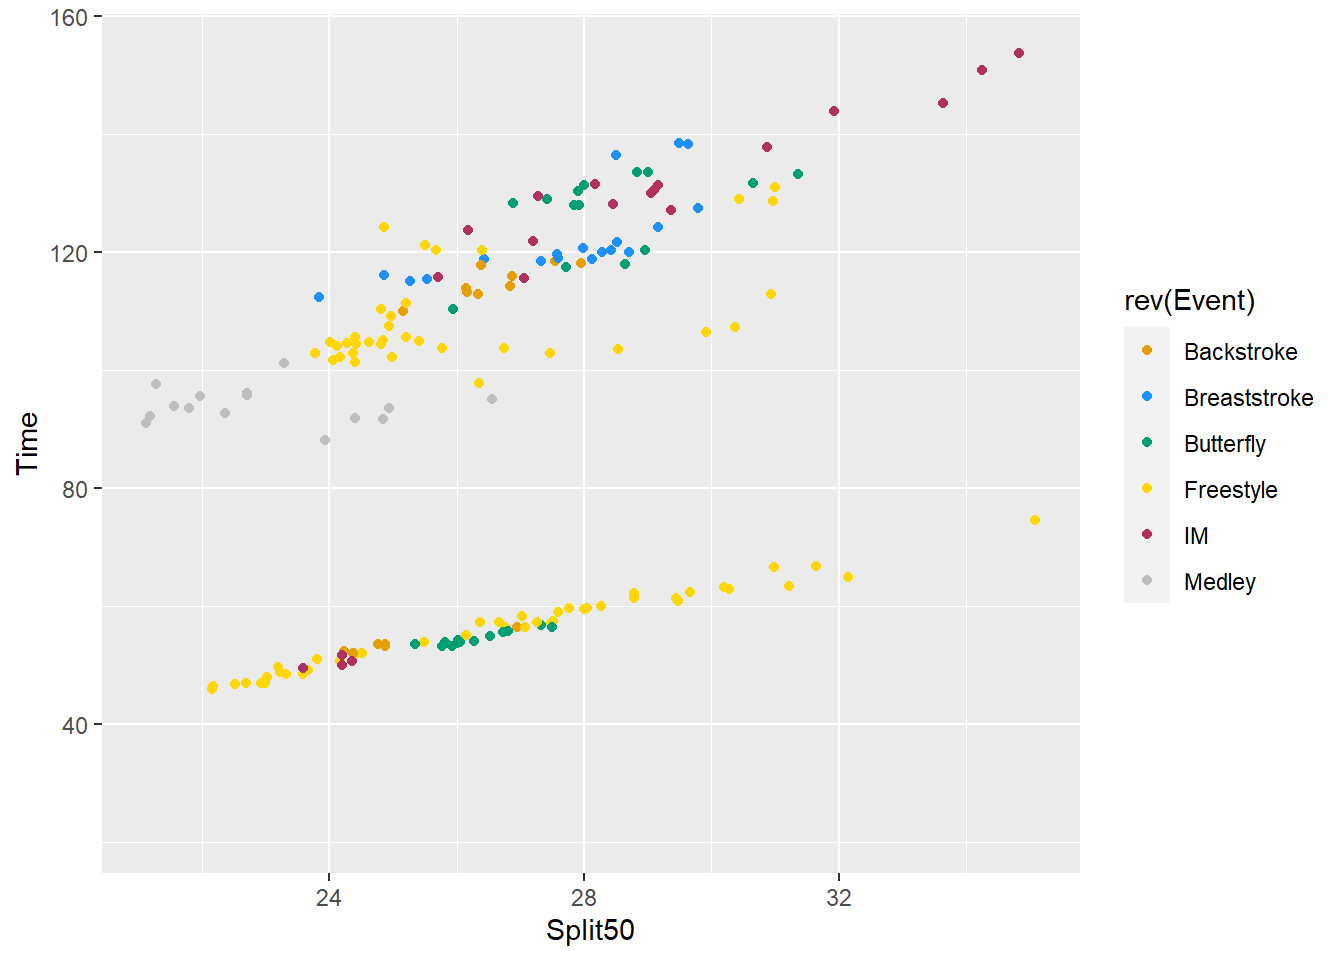 160
120
80
40
Time
24
28
32
Split50
rev(Event)
Backstroke
Breaststroke
Butterfly
Freestyle
IM
Medley